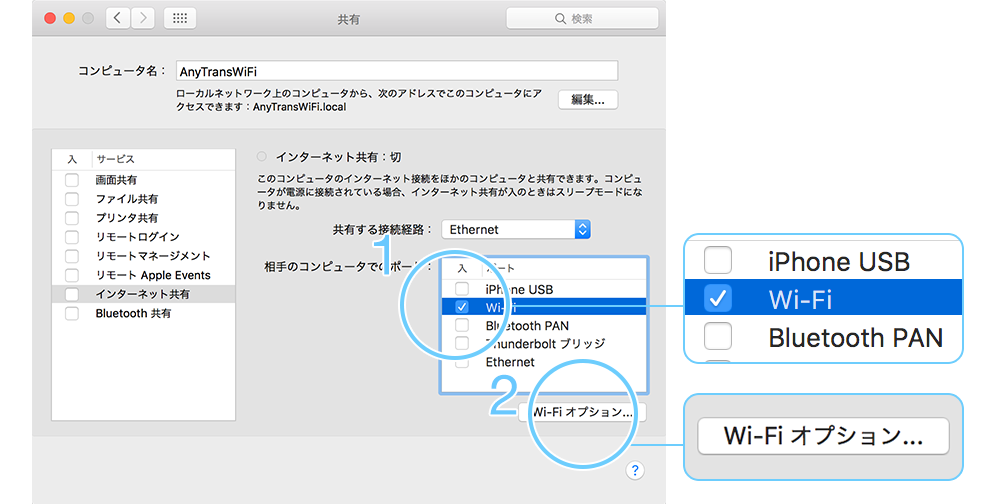 共有
検索
コンピュータ名：
AnyTransWiFi
ローカルネットワーク上のコンピュータから、次のアドレスでこのコンピュータにア
クセスできます：AnyTransWiFi.local
編集...
入 サービス
画面共有
ファイル共有
プリンタ共有
リモートログイン
リモートマネージメント
リモート Apple Events
インターネット共有
Bluetooth 共有
インターネット共有：切
このコンピュータのインターネット接続をほかのコンピュータと共有できます。コンピュ
ータが電源に接続されている場合、インターネット共有が入のときはスリープモードにな
りません。
共有する接続経路：
Ethernet
1
相手のコンピュータでのポート：
入 ポート
iPhone USB
Wi-Fi
Bluetooth PAN
Thunderbolt ブリッジ
Ethernet
2
Wi-Fi オプション...
?
iPhone USB
Wi-Fi
Bluetooth PAN
Wi-Fi オプション...